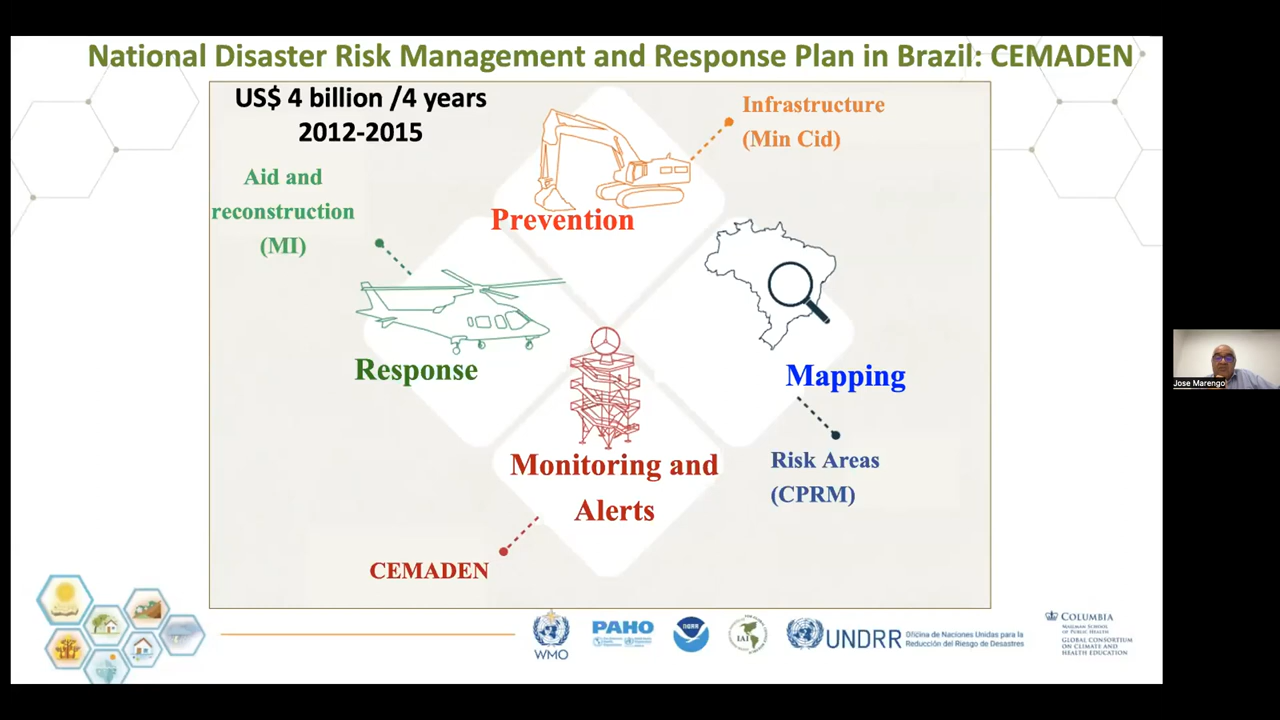 National Disaster Risk Management and Response Plan in Brazil: CEMADEN
US$ 4 billion /4 years
2012-2015
Infrastructure
(Min Cid)
Aid and
reconstruction
(MI)
Prevention
Response
Mapping
Monitoring and
Alerts
Risk Areas
(CPRM)
CEMADEN
Jose Marengo
WMO
PAHO
NOAA
IAI
UNDRR
Oficina de Naciones Unidas para la
Reducción del Riesgo de Desastres
COLUMBIA
MAILMAN SCHOOL
OF PUBLIC HEALTH
GLOBAL CONSORTIUM
ON CLIMATE AND
HEALTH EDUCATION